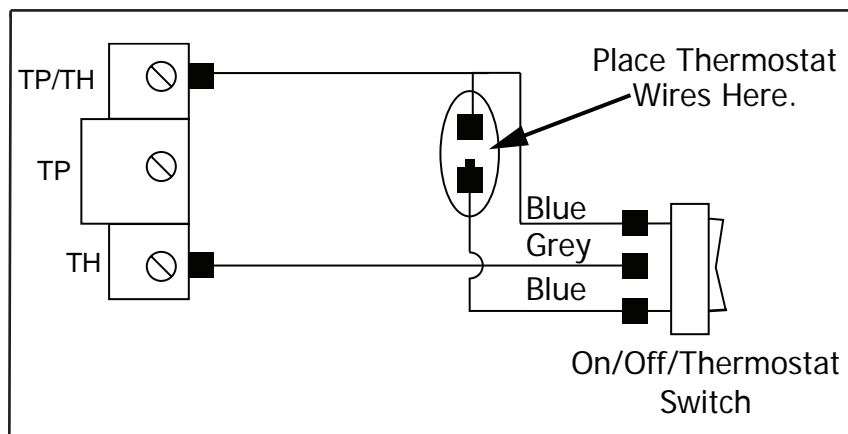 TP/TH
TP
TH
Place Thermostat
Wires Here.
Blue
Grey
Blue
On/Off/Thermostat
Switch